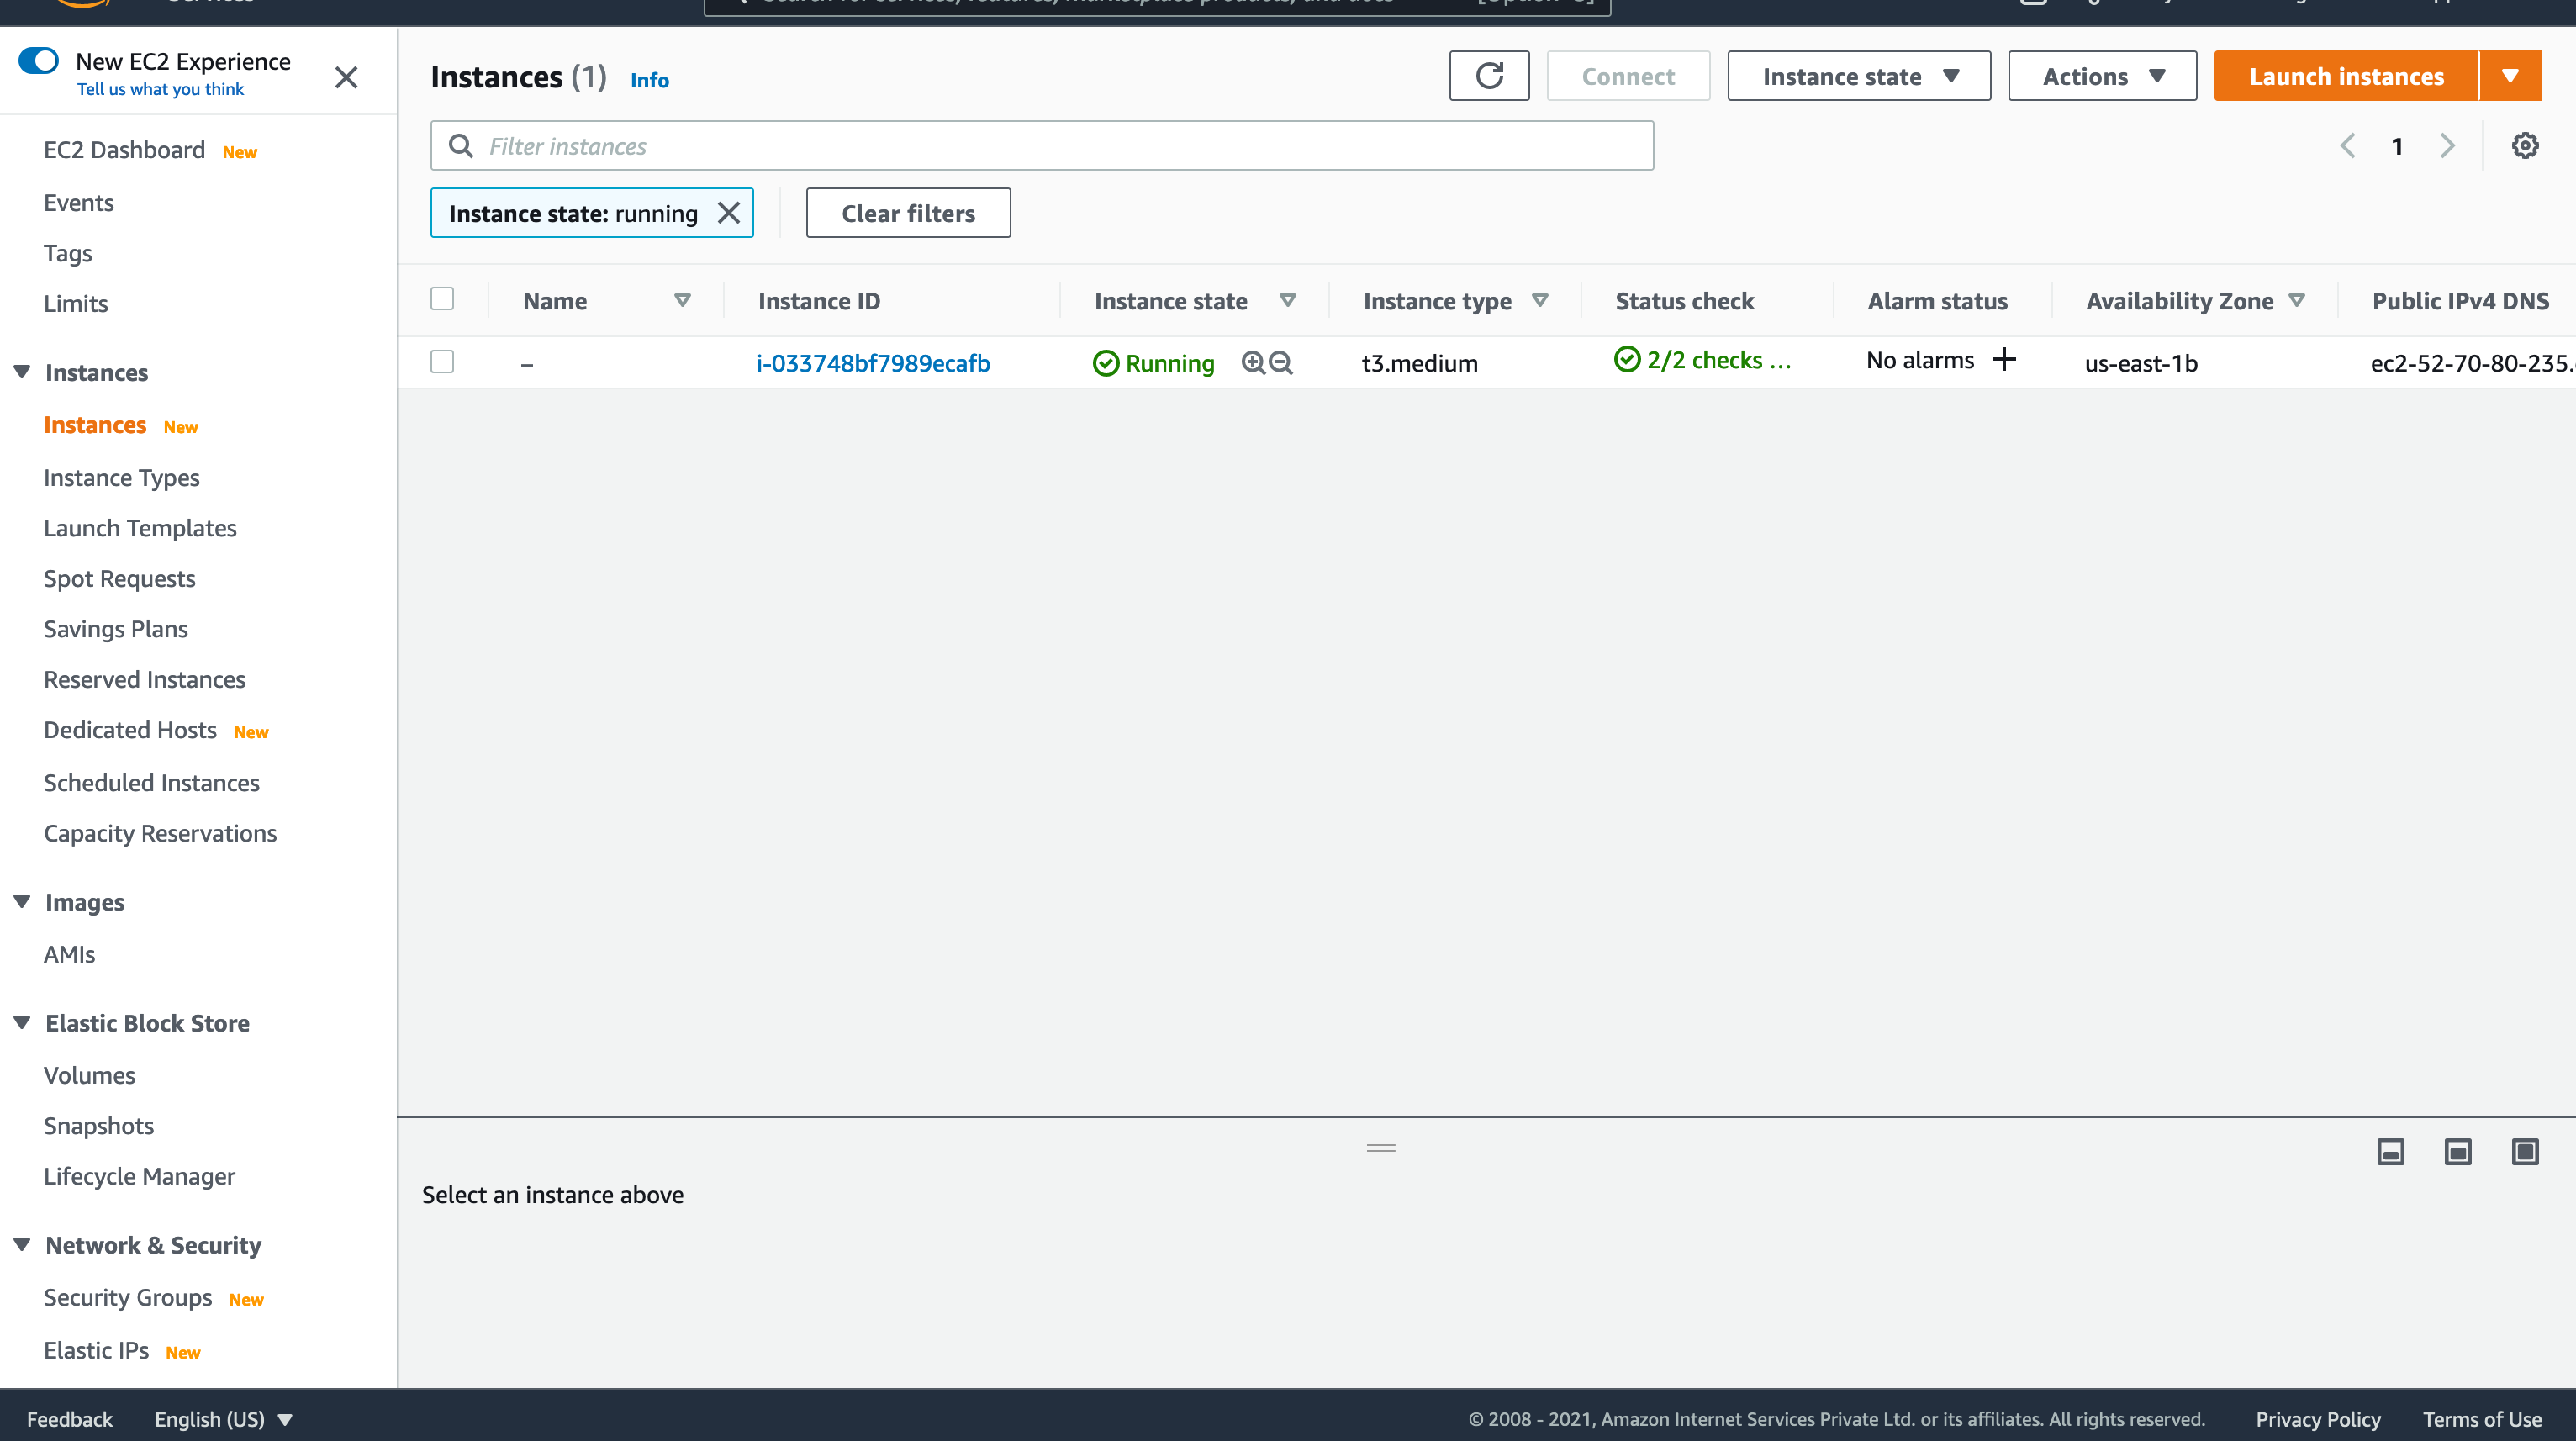 New EC2 Experience
Tell us what you think
EC2 Dashboard New
Events
Tags
Limits
Instances
Instances New
Instance Types
Launch Templates
Spot Requests
Savings Plans
Reserved Instances
Dedicated Hosts New
Scheduled Instances
Capacity Reservations
Images
AMIs
Elastic Block Store
Volumes
Snapshots
Lifecycle Manager
Network & Security
Security Groups New
Elastic IPs New
Instances (1) Info
Connect
Instance state
Actions
Launch instances
Filter instances
1
Instance state: running
Clear filters
Name Instance ID Instance state Instance type Status check Alarm status Availability Zone Public IPv4 DNS
– i-033748bf7989ecafb Running t3.medium 2/2 checks ... No alarms + us-east-1b ec2-52-70-80-235.
Select an instance above
Feedback English (US) © 2008 - 2021, Amazon Internet Services Private Ltd. or its affiliates. All rights reserved. Privacy Policy Terms of Use